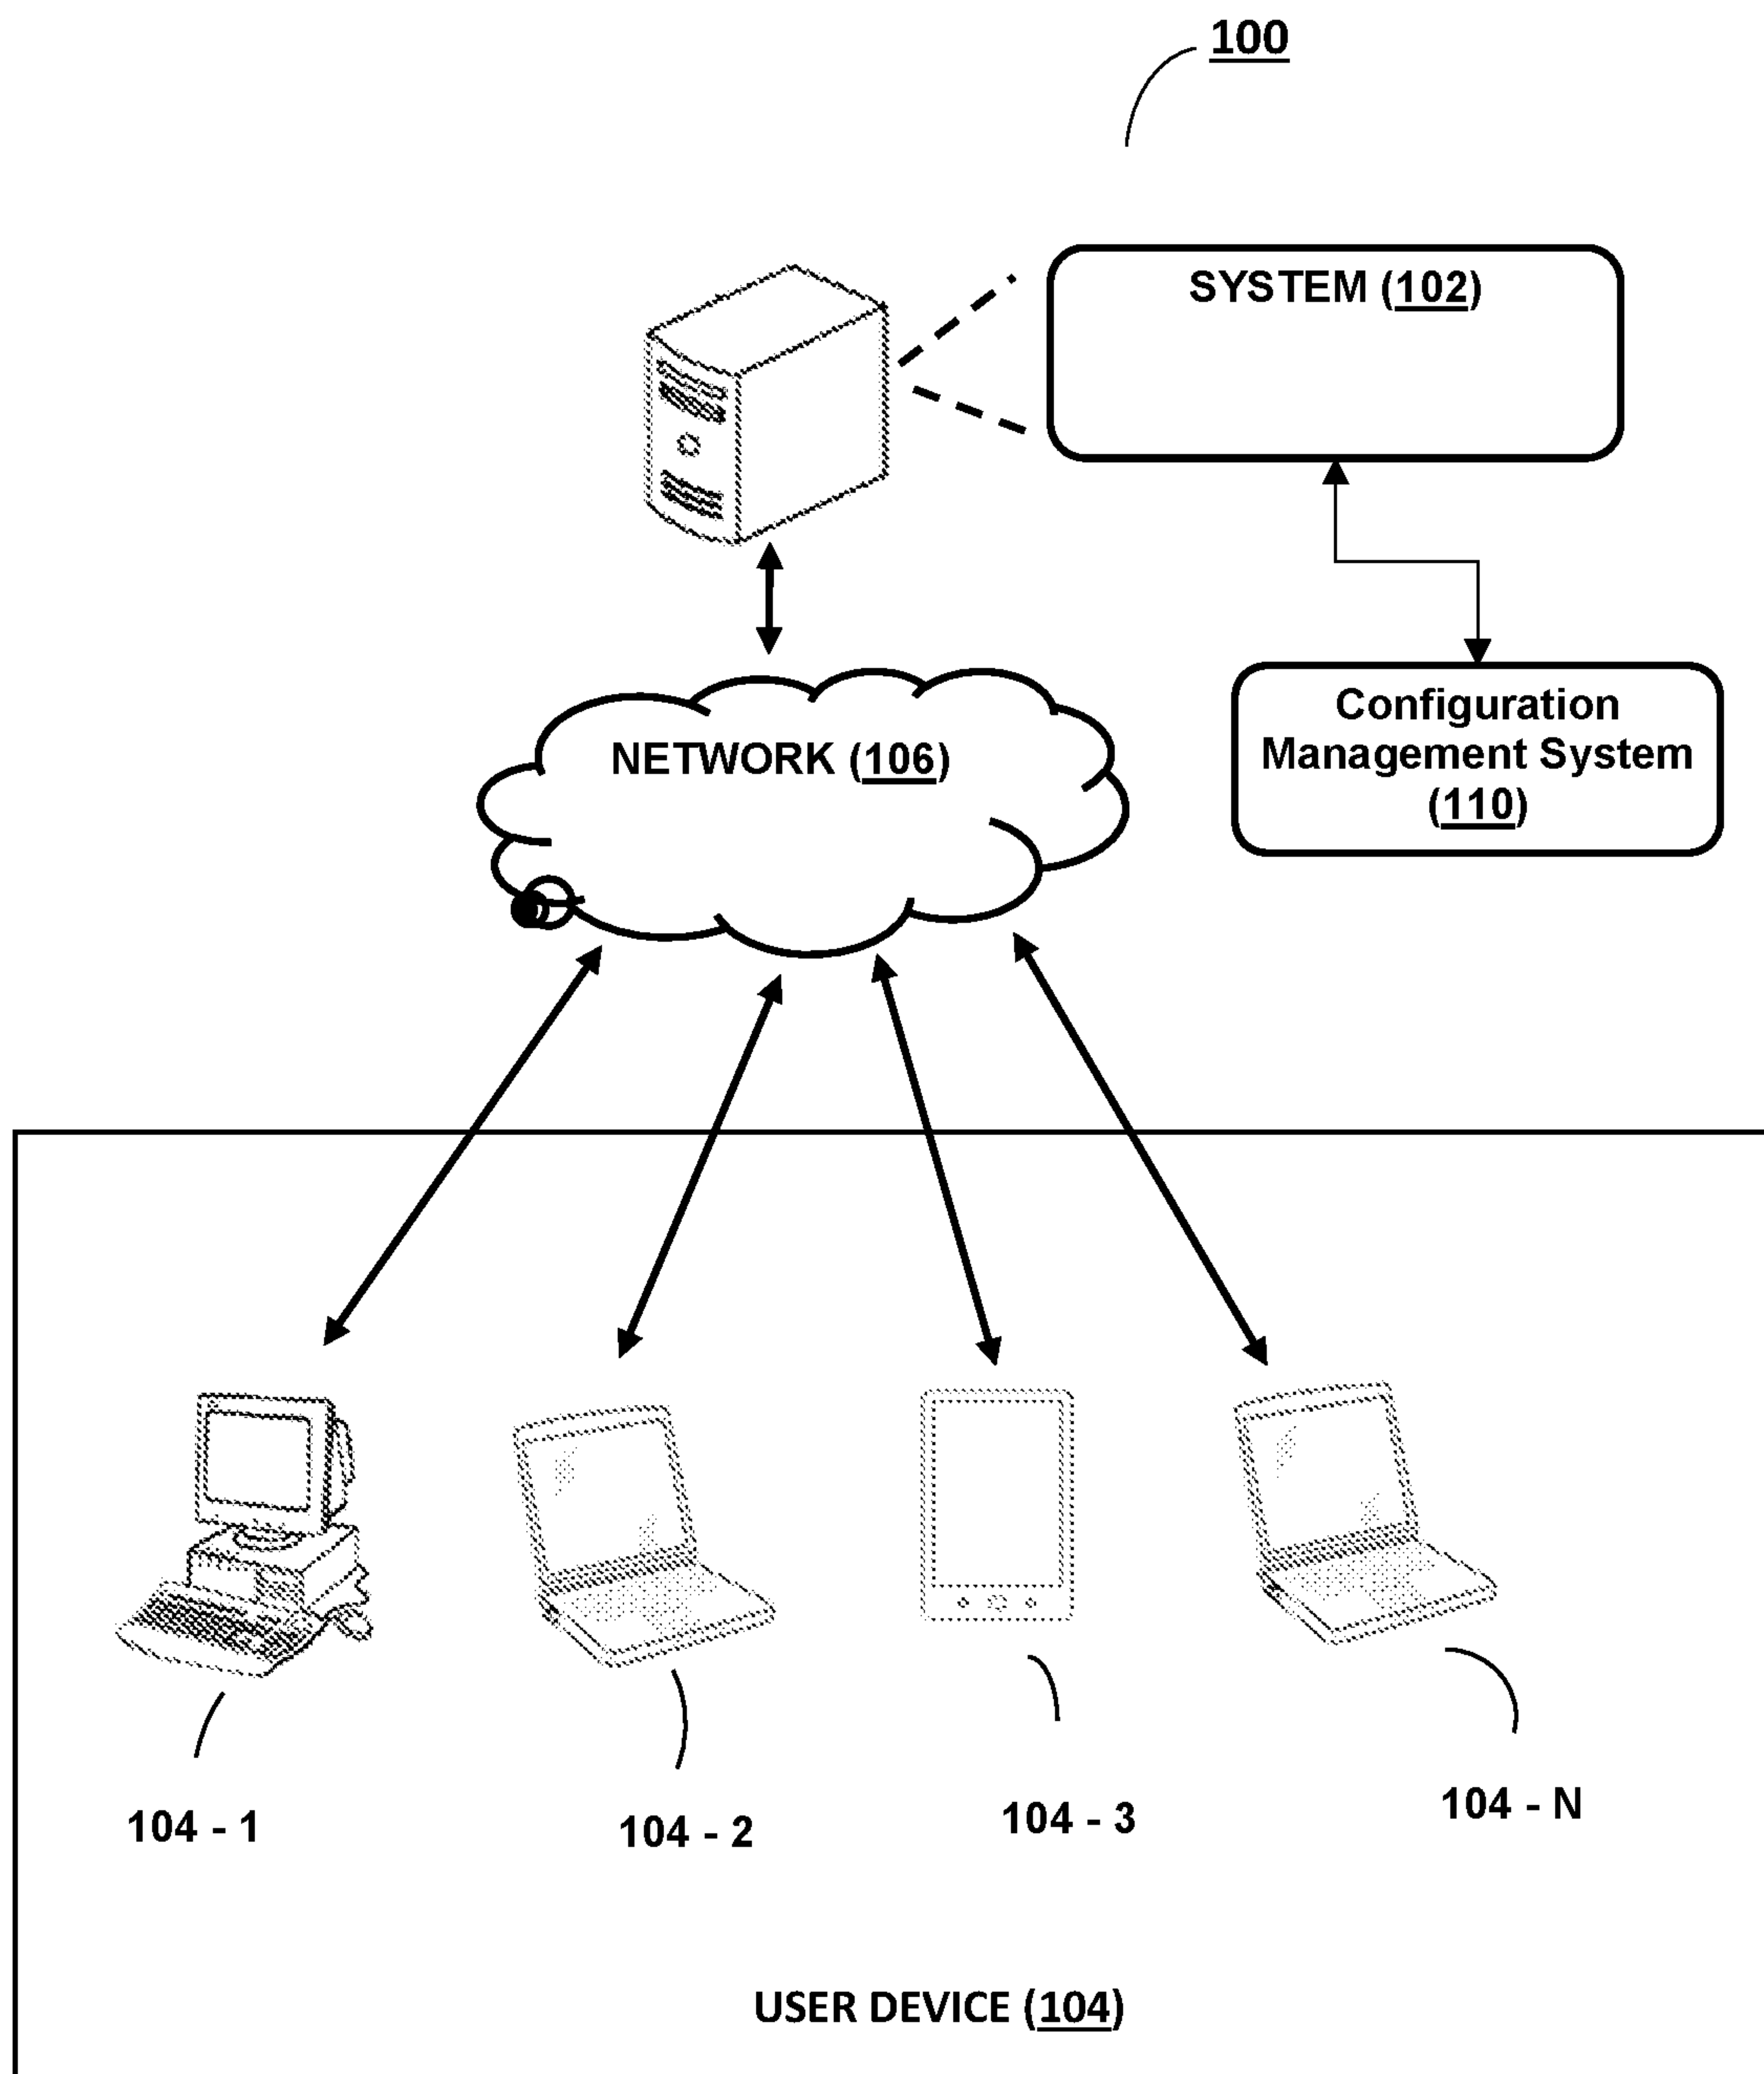 100
SYSTEM (102)
NETWORK (106)
Configuration
Management System
(110)
104 - 1
104 - 2
104 - 3
104 - N
USER DEVICE (104)